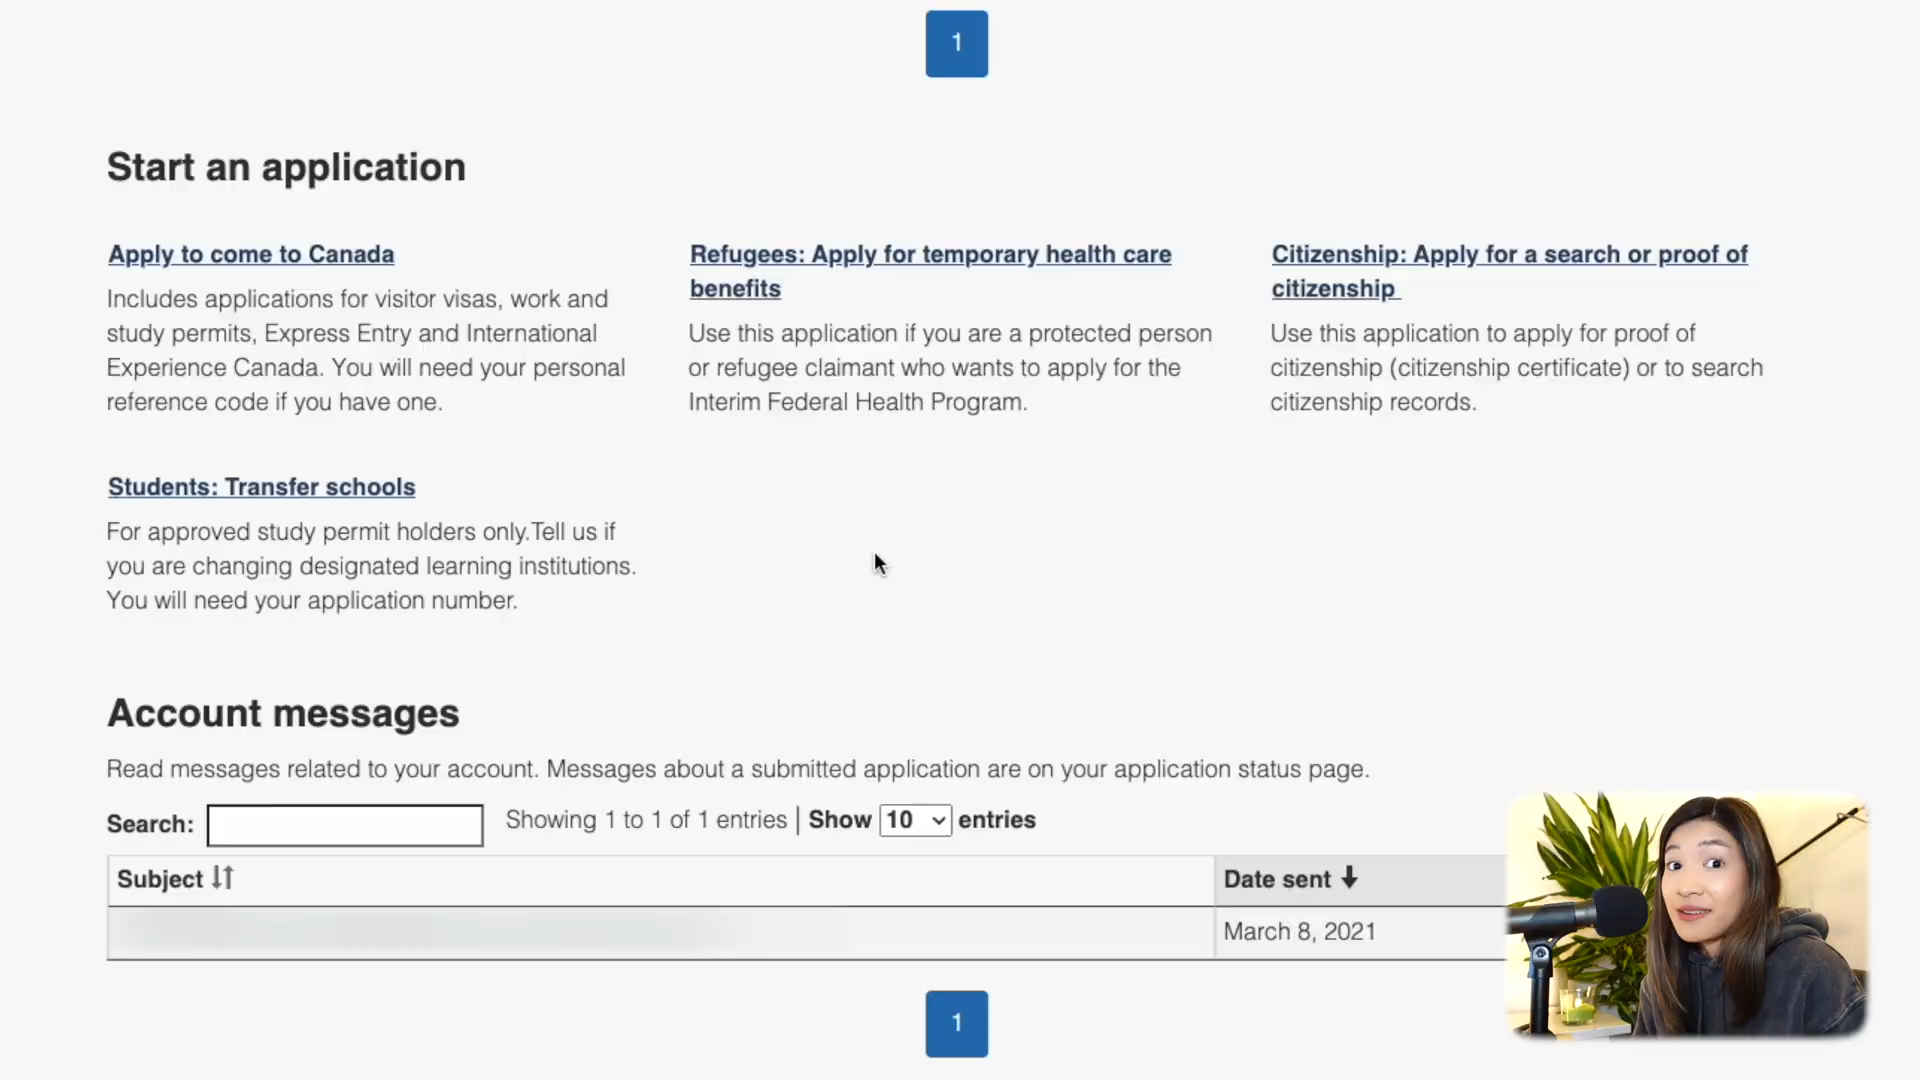 1
Start an application
Apply to come to Canada
Includes applications for visitor visas, work and
study permits, Express Entry and International
Experience Canada. You will need your personal
reference code if you have one.
Refugees: Apply for temporary health care
benefits
Use this application if you are a protected person
or refugee claimant who wants to apply for the
Interim Federal Health Program.
Citizenship: Apply for a search or proof of
citizenship
Use this application to apply for proof of
citizenship (citizenship certificate) or to search
citizenship records.
Students: Transfer schools
For approved study permit holders only.Tell us if
you are changing designated learning institutions.
You will need your application number.
Account messages
Read messages related to your account. Messages about a submitted application are on your application status page.
Search: Showing 1 to 1 of 1 entries | Show 10 entries
Subject Date sent
March 8, 2021
1